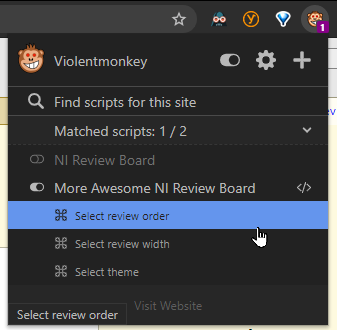 1
Violentmonkey
Find scripts for this site
Matched scripts: 1 / 2
NI Review Board
More Awesome NI Review Board </>
⌘ Select review order
⌘ Select review width
⌘ Select theme
Select review order
Visit Website